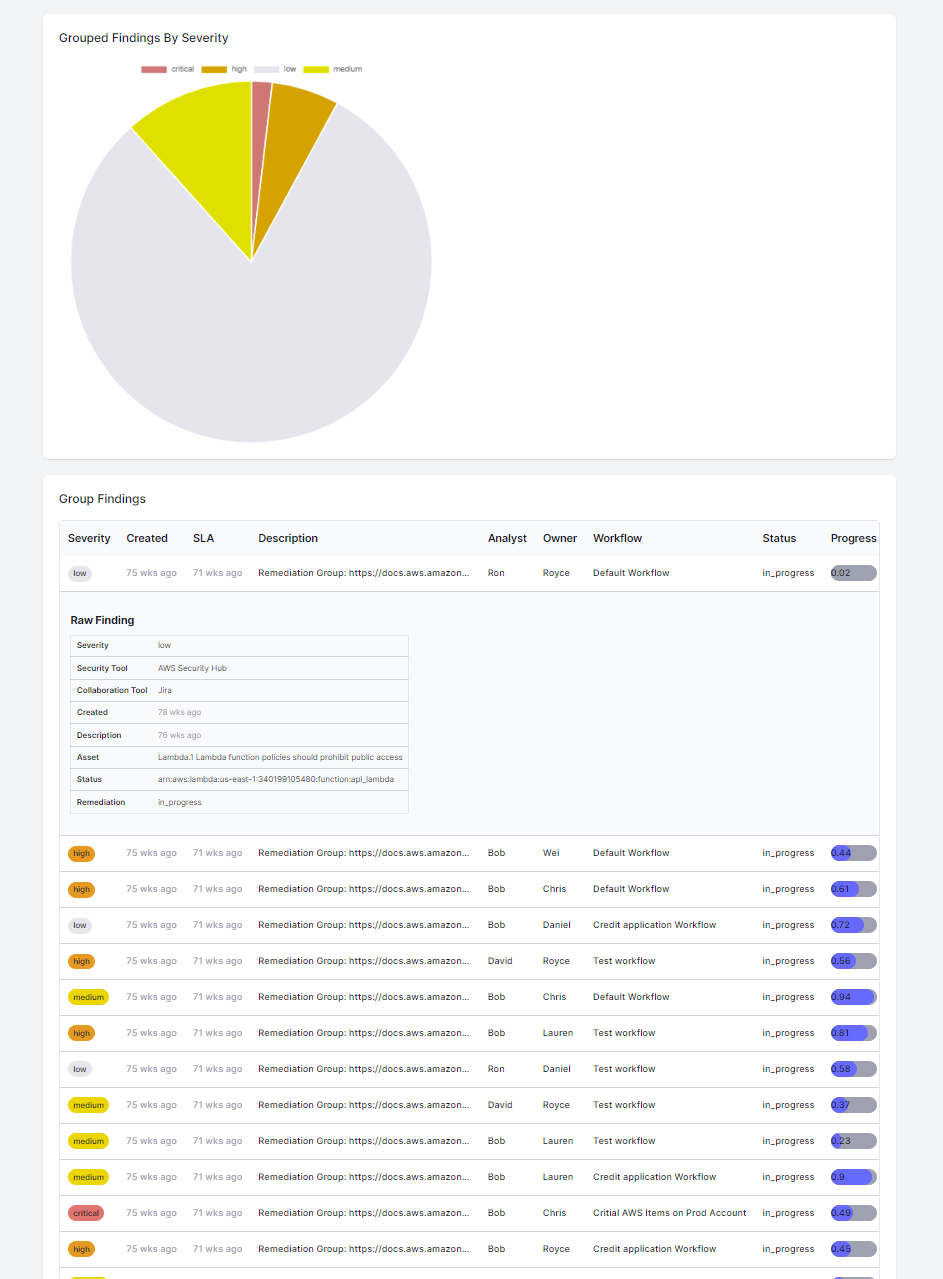 Grouped Findings By Severity
critical high low medium
Group Findings
Severity Created SLA Description Analyst Owner Workflow Status Progress
low 75 wks ago 71 wks ago Remediation Group: https://docs.aws.amazon... Ron Royce Default Workflow in_progress 0.02
Raw Finding
Severity low
Security Tool AWS Security Hub
Collaboration Tool Jira
Created 78 wks ago
Description 76 wks ago
Asset Lambda.1 Lambda function policies should prohibit public access
Status arn:aws:lambda:us-east-1:340199105480:function:api_lambda
Remediation in_progress
high 75 wks ago 71 wks ago Remediation Group: https://docs.aws.amazon... Bob Wei Default Workflow in_progress 0.44
high 75 wks ago 71 wks ago Remediation Group: https://docs.aws.amazon... Bob Chris Default Workflow in_progress 0.61
low 75 wks ago 71 wks ago Remediation Group: https://docs.aws.amazon... Bob Daniel Credit application Workflow in_progress 0.72
high 75 wks ago 71 wks ago Remediation Group: https://docs.aws.amazon... David Royce Test workflow in_progress 0.56
medium 75 wks ago 71 wks ago Remediation Group: https://docs.aws.amazon... Bob Chris Default Workflow in_progress 0.94
high 75 wks ago 71 wks ago Remediation Group: https://docs.aws.amazon... Bob Lauren Test workflow in_progress 0.81
low 75 wks ago 71 wks ago Remediation Group: https://docs.aws.amazon... Ron Daniel Test workflow in_progress 0.58
medium 75 wks ago 71 wks ago Remediation Group: https://docs.aws.amazon... David Royce Test workflow in_progress 0.37
medium 75 wks ago 71 wks ago Remediation Group: https://docs.aws.amazon... Bob Lauren Test workflow in_progress 0.23
medium 75 wks ago 71 wks ago Remediation Group: https://docs.aws.amazon... Bob Lauren Credit application Workflow in_progress 0.9
critical 75 wks ago 71 wks ago Remediation Group: https://docs.aws.amazon... Bob Chris Critial AWS Items on Prod Account in_progress 0.49
high 75 wks ago 71 wks ago Remediation Group: https://docs.aws.amazon... Bob Royce Credit application Workflow in_progress 0.45